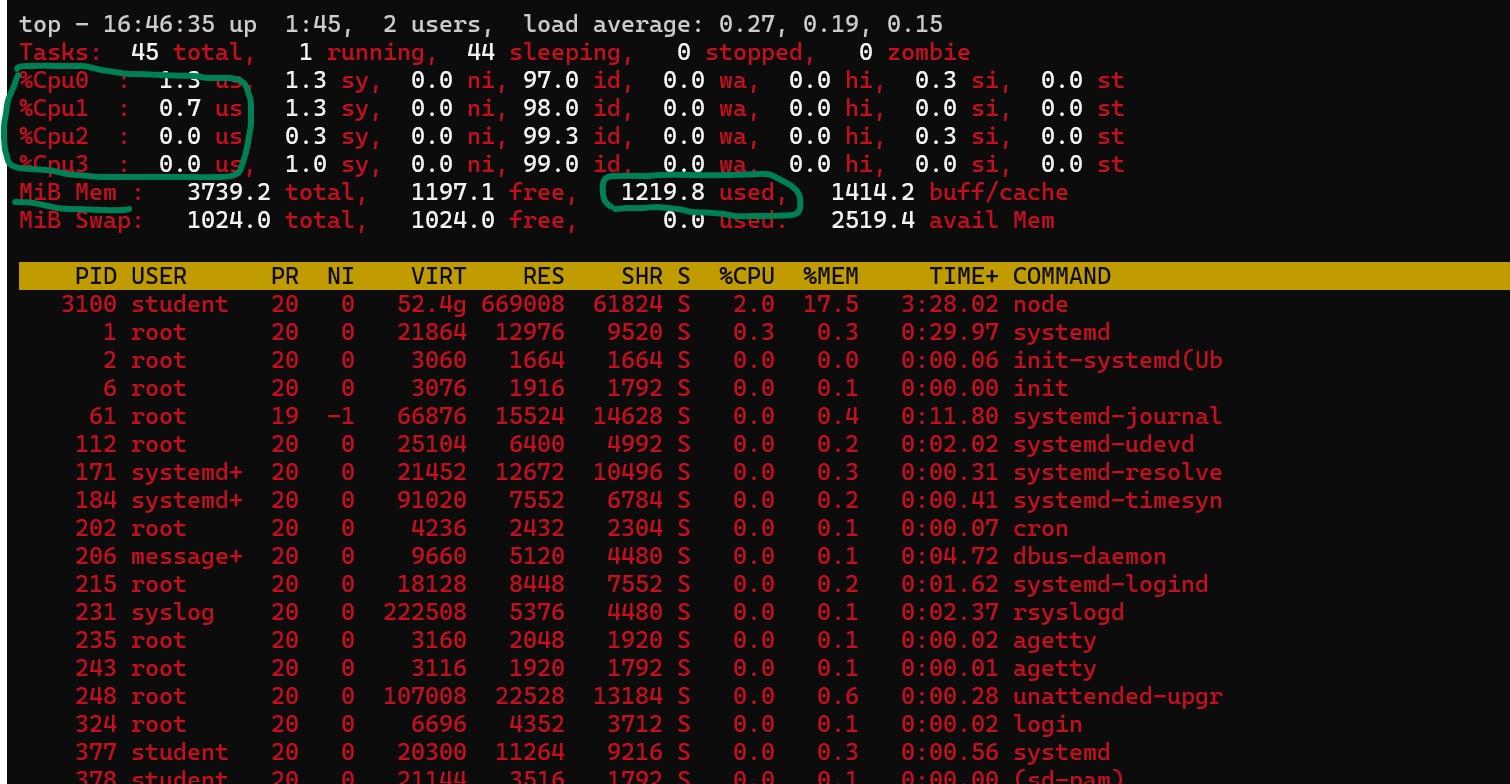 top - 16:46:35 up  1:45,  2 users,  load average: 0.27, 0.19, 0.15
Tasks:  45 total,   1 running,  44 sleeping,   0 stopped,   0 zombie
%Cpu0  :  1.3 us,  1.3 sy,  0.0 ni, 97.0 id,  0.0 wa,  0.0 hi,  0.3 si,  0.0 st
%Cpu1  :  0.7 us,  1.3 sy,  0.0 ni, 98.0 id,  0.0 wa,  0.0 hi,  0.0 si,  0.0 st
%Cpu2  :  0.0 us,  0.3 sy,  0.0 ni, 99.3 id,  0.0 wa,  0.0 hi,  0.3 si,  0.0 st
%Cpu3  :  0.0 us,  1.0 sy,  0.0 ni, 99.0 id,  0.0 wa,  0.0 hi,  0.0 si,  0.0 st
MiB Mem :   3739.2 total,   1197.1 free,   1219.8 used,   1414.2 buff/cache
MiB Swap:   1024.0 total,   1024.0 free,      0.0 used.   2519.4 avail Mem
PID USER      PR  NI    VIRT    RES    SHR S  %CPU  %MEM     TIME+ COMMAND
3100 student   20   0   52.4g 669008  61824 S   2.0  17.5   3:28.02 node
1 root      20   0   21864  12976   9520 S   0.3   0.3   0:29.97 systemd
2 root      20   0    3060   1664   1664 S   0.0   0.0   0:00.06 init-systemd(Ub
6 root      20   0    3076   1916   1792 S   0.0   0.1   0:00.00 init
61 root      19  -1   66876  15524  14628 S   0.0   0.4   0:11.80 systemd-journal
112 root      20   0   25104   6400   4992 S   0.0   0.2   0:02.02 systemd-udevd
171 systemd+  20   0   21452  12672  10496 S   0.0   0.3   0:00.31 systemd-resolve
184 systemd+  20   0   91020   7552   6784 S   0.0   0.2   0:00.41 systemd-timesyn
202 root      20   0    4236   2432   2304 S   0.0   0.1   0:00.07 cron
206 message+  20   0    9660   5120   4480 S   0.0   0.1   0:04.72 dbus-daemon
215 root      20   0   18128   8448   7552 S   0.0   0.2   0:01.62 systemd-logind
231 syslog    20   0  222508   5376   4480 S   0.0   0.1   0:02.37 rsyslogd
235 root      20   0    3160   2048   1920 S   0.0   0.1   0:00.02 agetty
243 root      20   0    3116   1920   1792 S   0.0   0.1   0:00.01 agetty
248 root      20   0  107008  22528  13184 S   0.0   0.6   0:00.28 unattended-upgr
324 root      20   0    6696   4352   3712 S   0.0   0.1   0:00.02 login
377 student   20   0   20300  11264   9216 S   0.0   0.3   0:00.56 systemd
378 student   20   0   21144   3516   1792 S   0.0   0.1   0:00.00 (sd-pam)